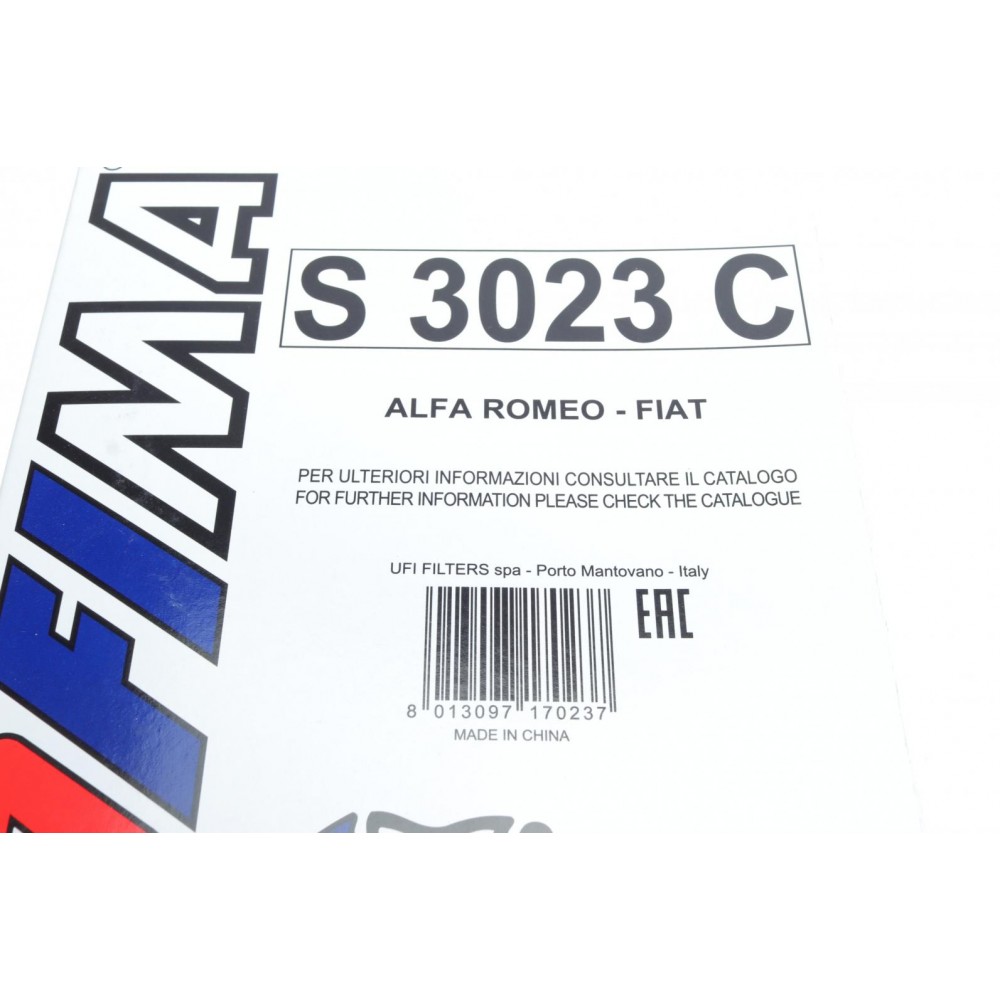 FIMA
S 3023 C
ALFA ROMEO - FIAT
PER ULTERIORI INFORMAZIONI CONSULTARE IL CATALOGO
FOR FURTHER INFORMATION PLEASE CHECK THE CATALOGUE
UFI FILTERS spa - Porto Mantovano - Italy
EAC
8 013097 170237
MADE IN CHINA